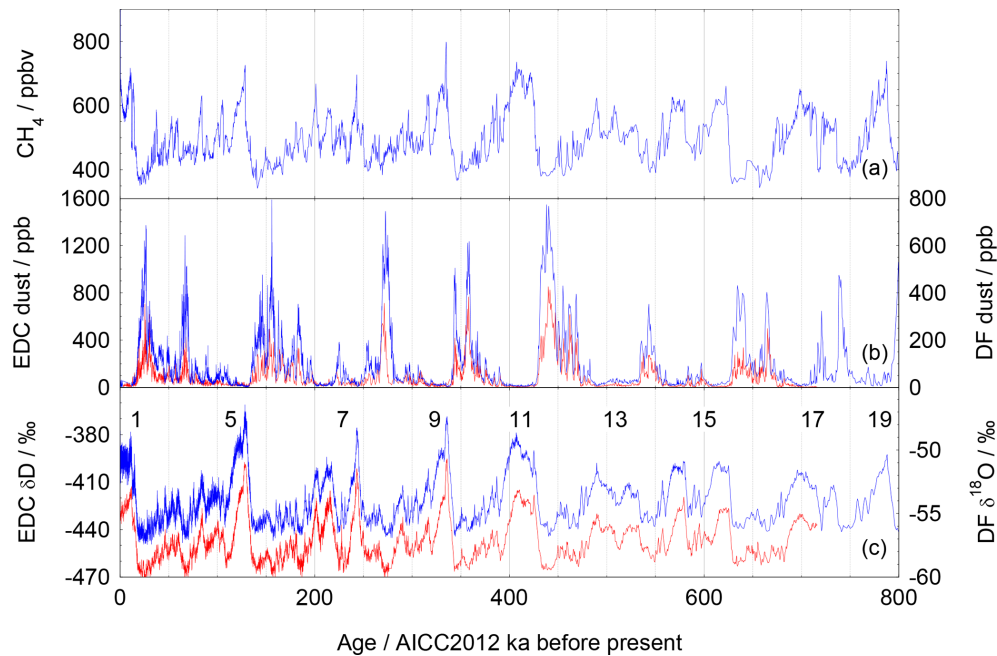 CH4 / ppbv
800
600
400
(a)
EDC dust / ppb
1600
1200
800
400
0
800
600
400
200
0
DF dust / ppb
(b)
1 5 7 9 11 13 15 17 19
EDC δD / ‰
-380
-410
-440
-470
-50
-55
-60
DF δ18O / ‰
(c)
0 200 400 600 800
Age / AICC2012 ka before present